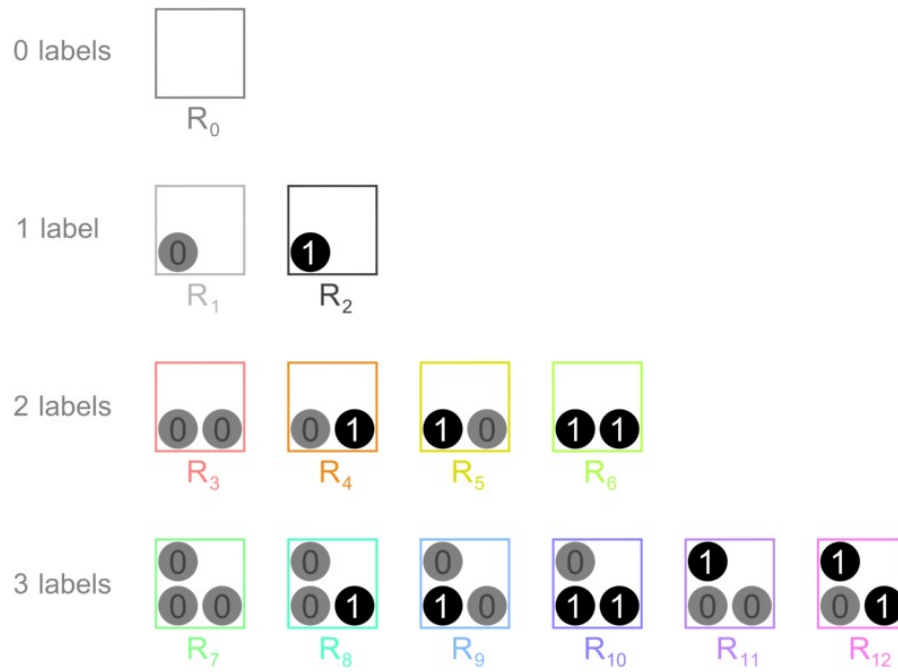 0 labels
R0
1 label
0 1
R1 R2
2 labels
0 0 0 1 1 0 1 1
R3 R4 R5 R6
0 0 0 0 1 1
3 labels
0 0 0 1 1 0 1 1 0 0 0 1
R7 R8 R9 R10 R11 R12